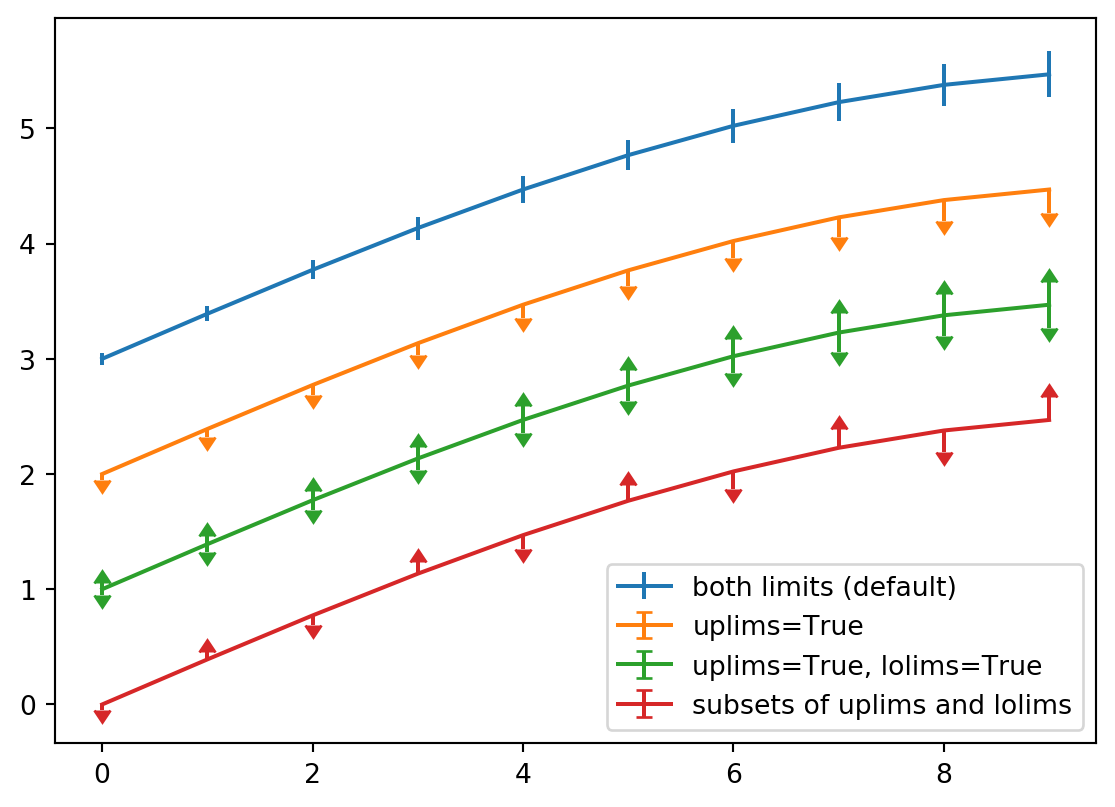 5
4
3
2
1
0
both limits (default)
uplims=True
uplims=True, lolims=True
subsets of uplims and lolims
0 2 4 6 8